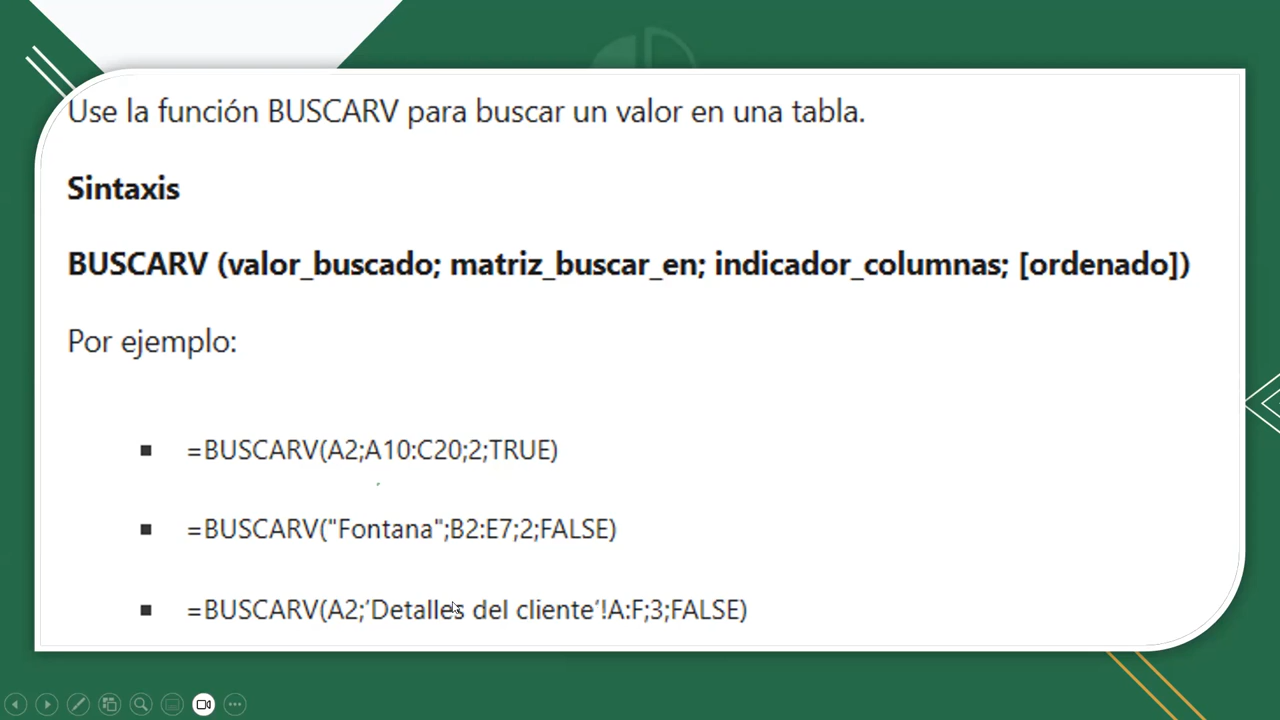 Use la función BUSCARV para buscar un valor en una tabla.
Sintaxis
BUSCARV (valor_buscado; matriz_buscar_en; indicador_columnas; [ordenado])
Por ejemplo:
=BUSCARV(A2;A10:C20;2;TRUE)
=BUSCARV("Fontana";B2:E7;2;FALSE)
=BUSCARV(A2;’Detalles del cliente’!A:F;3;FALSE)